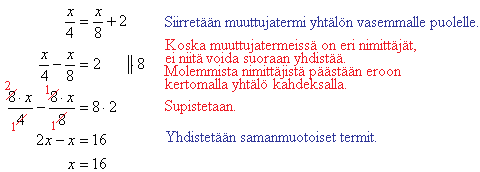 x/4 = x/8 + 2 Siirretään muuttujatermi yhtälön vasemmalle puolelle.
x/4 − x/8 = 2 ‖·8 Koska muuttujatermeissä on eri nimittäjät,
ei niitä voida suoraan yhdistää.
Molemmista nimittäjistä päästään eroon
kertomalla yhtälö kahdeksalla.
2 8·x/4 1 − 1 8·x/8 1 = 8·2 Supistetaan.
2x − x = 16 Yhdistetään samanmuotoiset termit.
x = 16